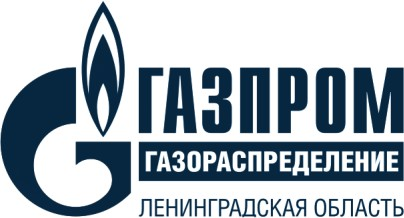 ГАЗПРОМ
ГАЗОРАСПРЕДЕЛЕНИЕ
ЛЕНИНГРАДСКАЯ ОБЛАСТЬ